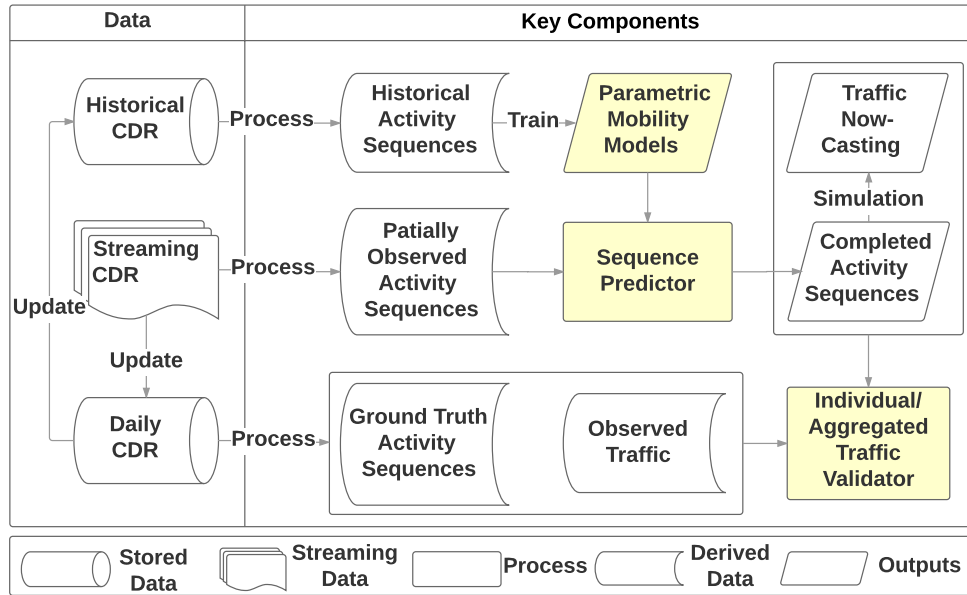 Data
Key Components
Historical
CDR
Process
Historical
Activity
Sequences
Train
Parametric
Mobility
Models
Traffic
Now-
Casting
Simulation
Streaming
CDR
Process
Patially
Observed
Activity
Sequences
Sequence
Predictor
Completed
Activity
Sequences
Update
Update
Daily
CDR
Process
Ground Truth
Activity
Sequences
Observed
Traffic
Individual/
Aggregated
Traffic
Validator
Stored
Data
Streaming
Data
Process
Derived
Data
Outputs